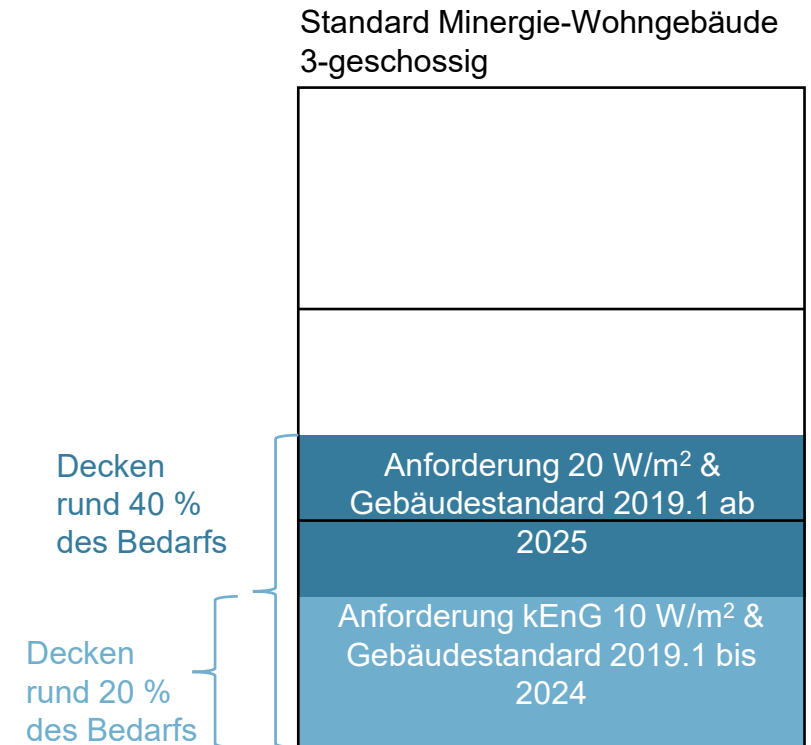 Standard Minergie-Wohngebäude
3-geschossig
Decken
rund 40 %
des Bedarfs
Anforderung 20 W/m² &
Gebäudestandard 2019.1 ab
2025
Decken
rund 20 %
des Bedarfs
Anforderung kEnG 10 W/m² &
Gebäudestandard 2019.1 bis
2024